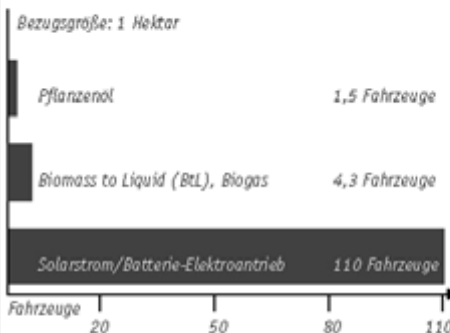 Bezugsgröße: 1 Hektar
Pflanzenöl 1,5 Fahrzeuge
Biomass to Liquid (BtL), Biogas 4,3 Fahrzeuge
Solarstrom/Batterie-Elektroantrieb 110 Fahrzeuge
Fahrzeuge
20 50 80 110